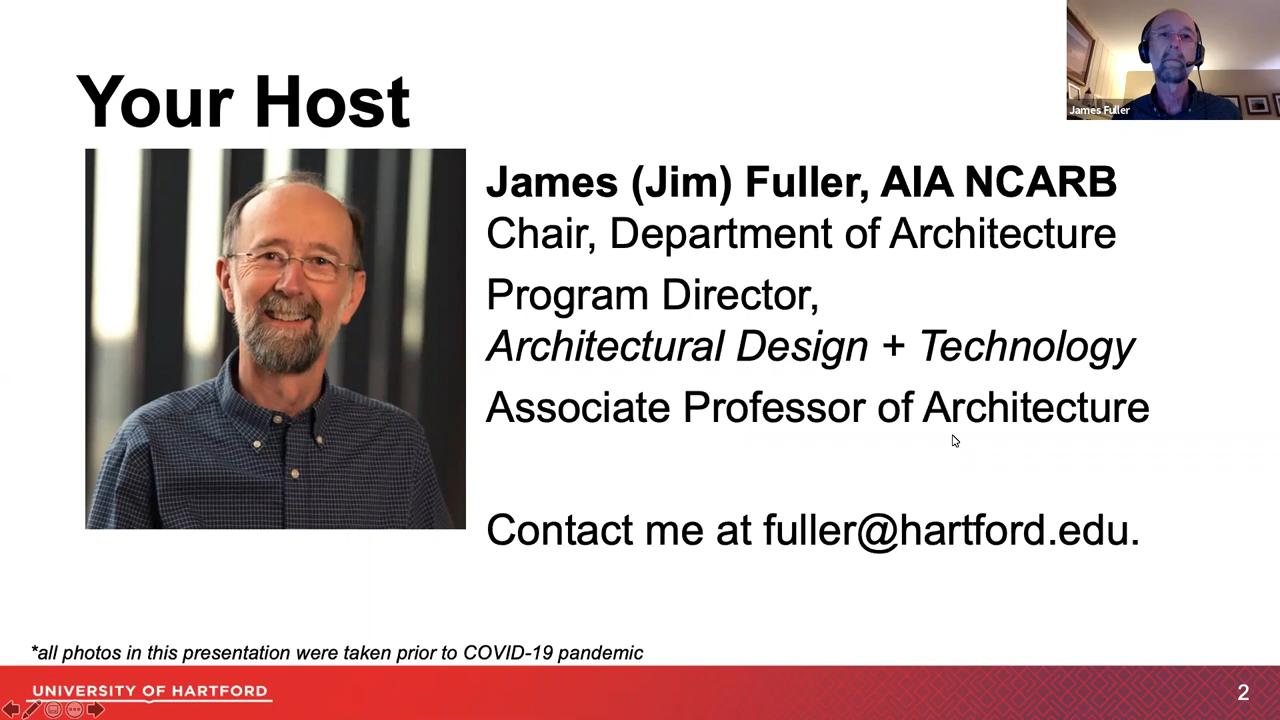 James Fuller
Your Host
James (Jim) Fuller, AIA NCARB
Chair, Department of Architecture
Program Director,
Architectural Design + Technology
Associate Professor of Architecture
Contact me at fuller@hartford.edu.
*all photos in this presentation were taken prior to COVID-19 pandemic
UNIVERSITY OF HARTFORD
2